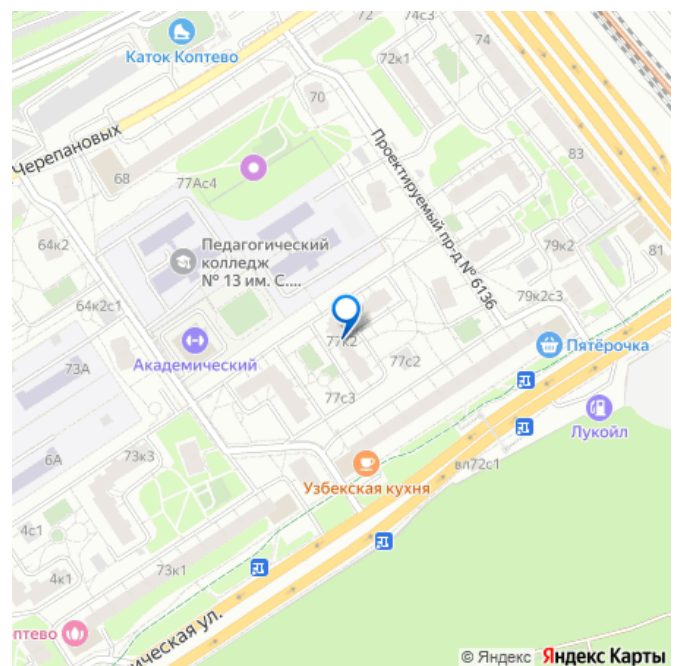 72
74с3
Каток Коптево
72к1
74
70
Черепановых
Проектируемый пр-д № 6136
83
68
77Ас4
64к2
Педагогический
колледж
№ 13 им. С....
79к2
81
64к2с1
79к2с3
77к2
Пятёрочка
Академический
73А
77с2
77с3
Лукойл
6А
73к3
вл72с1
Узбекская кухня
4с1
73к1
4к1
птево
ическая ул.
© Яндекс Яндекс Карты